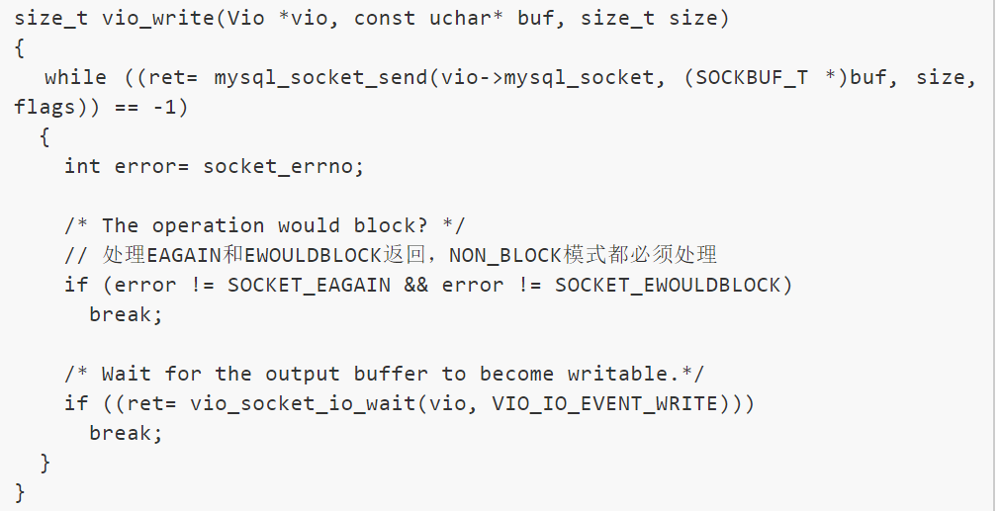 size_t vio_write(Vio *vio, const uchar* buf, size_t size)
{
  while ((ret= mysql_socket_send(vio->mysql_socket, (SOCKBUF_T *)buf, size,
flags)) == -1)
  {
    int error= socket_errno;

    /* The operation would block? */
    // 处理EAGAIN和EWOULDBLOCK返回，NON_BLOCK模式都必须处理
    if (error != SOCKET_EAGAIN && error != SOCKET_EWOULDBLOCK)
      break;

    /* Wait for the output buffer to become writable.*/
    if ((ret= vio_socket_io_wait(vio, VIO_IO_EVENT_WRITE)))
      break;
  }
}